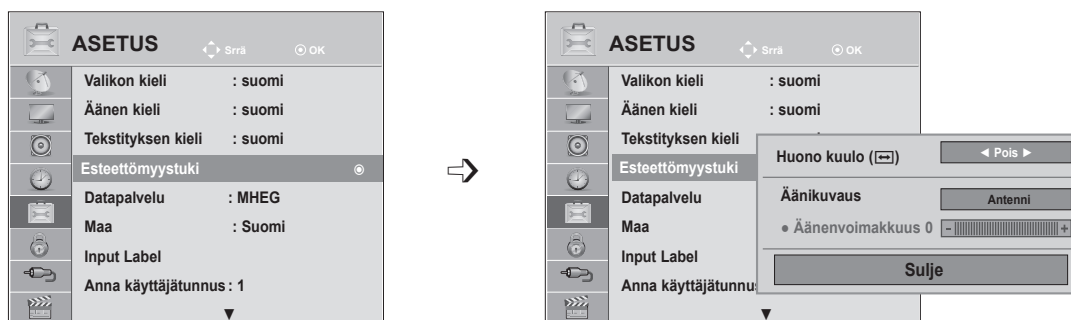 ASETUS Srrä OK
Valikon kieli : suomi
Äänen kieli : suomi
Tekstityksen kieli : suomi
Esteettömyystuki
Datapalvelu : MHEG
Maa : Suomi
Input Label
Anna käyttäjätunnus : 1
ASETUS Srrä OK
Valikon kieli : suomi
Äänen kieli : suomi
Tekstityksen kieli
Esteettömyystuki
Datapalvelu
Maa
Input Label
Anna käyttäjätunnus
Huono kuulo (↔) ◄ Pois ►
Äänikuvaus Antenni
● Äänenvoimakkuus 0 - +
Sulje